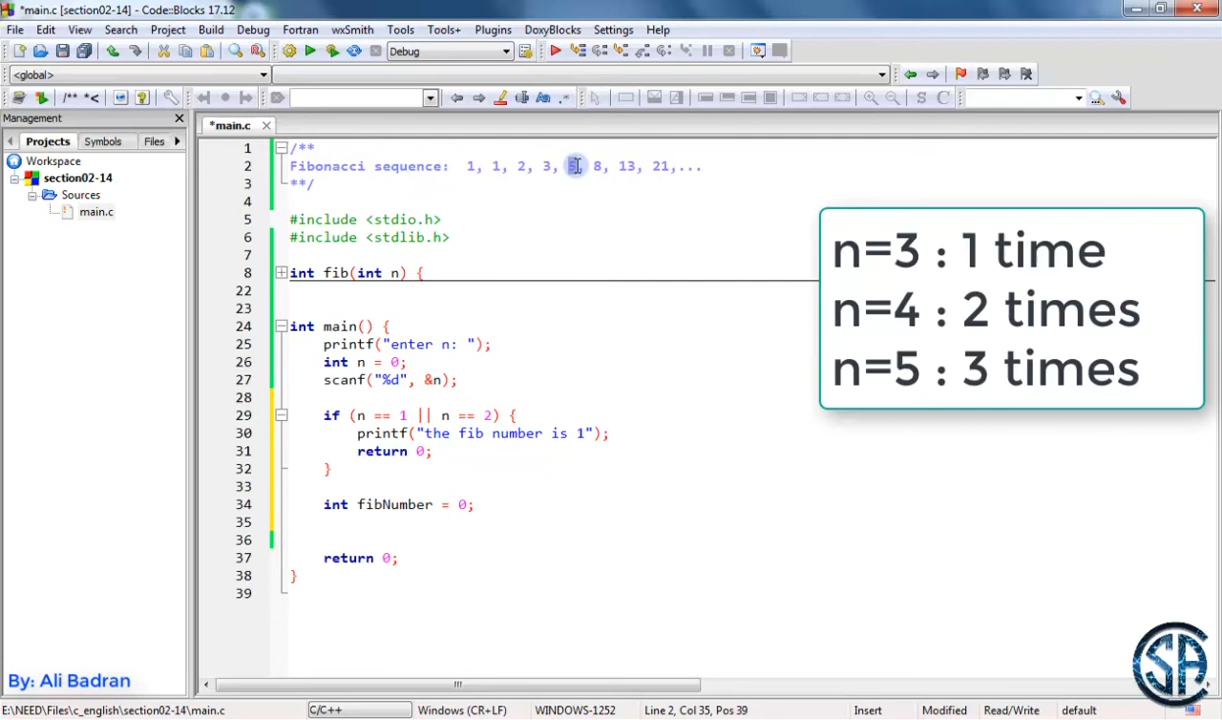 *main.c [section02-14] - Code::Blocks 17.12
File Edit View Search Project Build Debug Fortran wxSmith Tools Tools+ Plugins DoxyBlocks Settings Help
Debug
<global>
/** *<
S C
Management
*main.c
Projects Symbols Files
Workspace
section02-14
Sources
main.c
1 /**
2 Fibonacci sequence: 1, 1, 2, 3, 5, 8, 13, 21,...
3 **/
4
5 #include <stdio.h>
6 #include <stdlib.h>
7
8 int fib(int n) {
22
23
24 int main() {
25 printf("enter n: ");
26 int n = 0;
27 scanf("%d", &n);
28
29 if (n == 1 || n == 2) {
30 printf("the fib number is 1");
31 return 0;
32 }
33
34 int fibNumber = 0;
35
36
37 return 0;
38 }
39
n=3 : 1 time
n=4 : 2 times
n=5 : 3 times
By: Ali Badran
SA
E:\NEED\Files\c_english\section02-14\main.c C/C++ Windows (CR+LF) WINDOWS-1252 Line 2, Col 35, Pos 39 Insert Modified Read/Write default